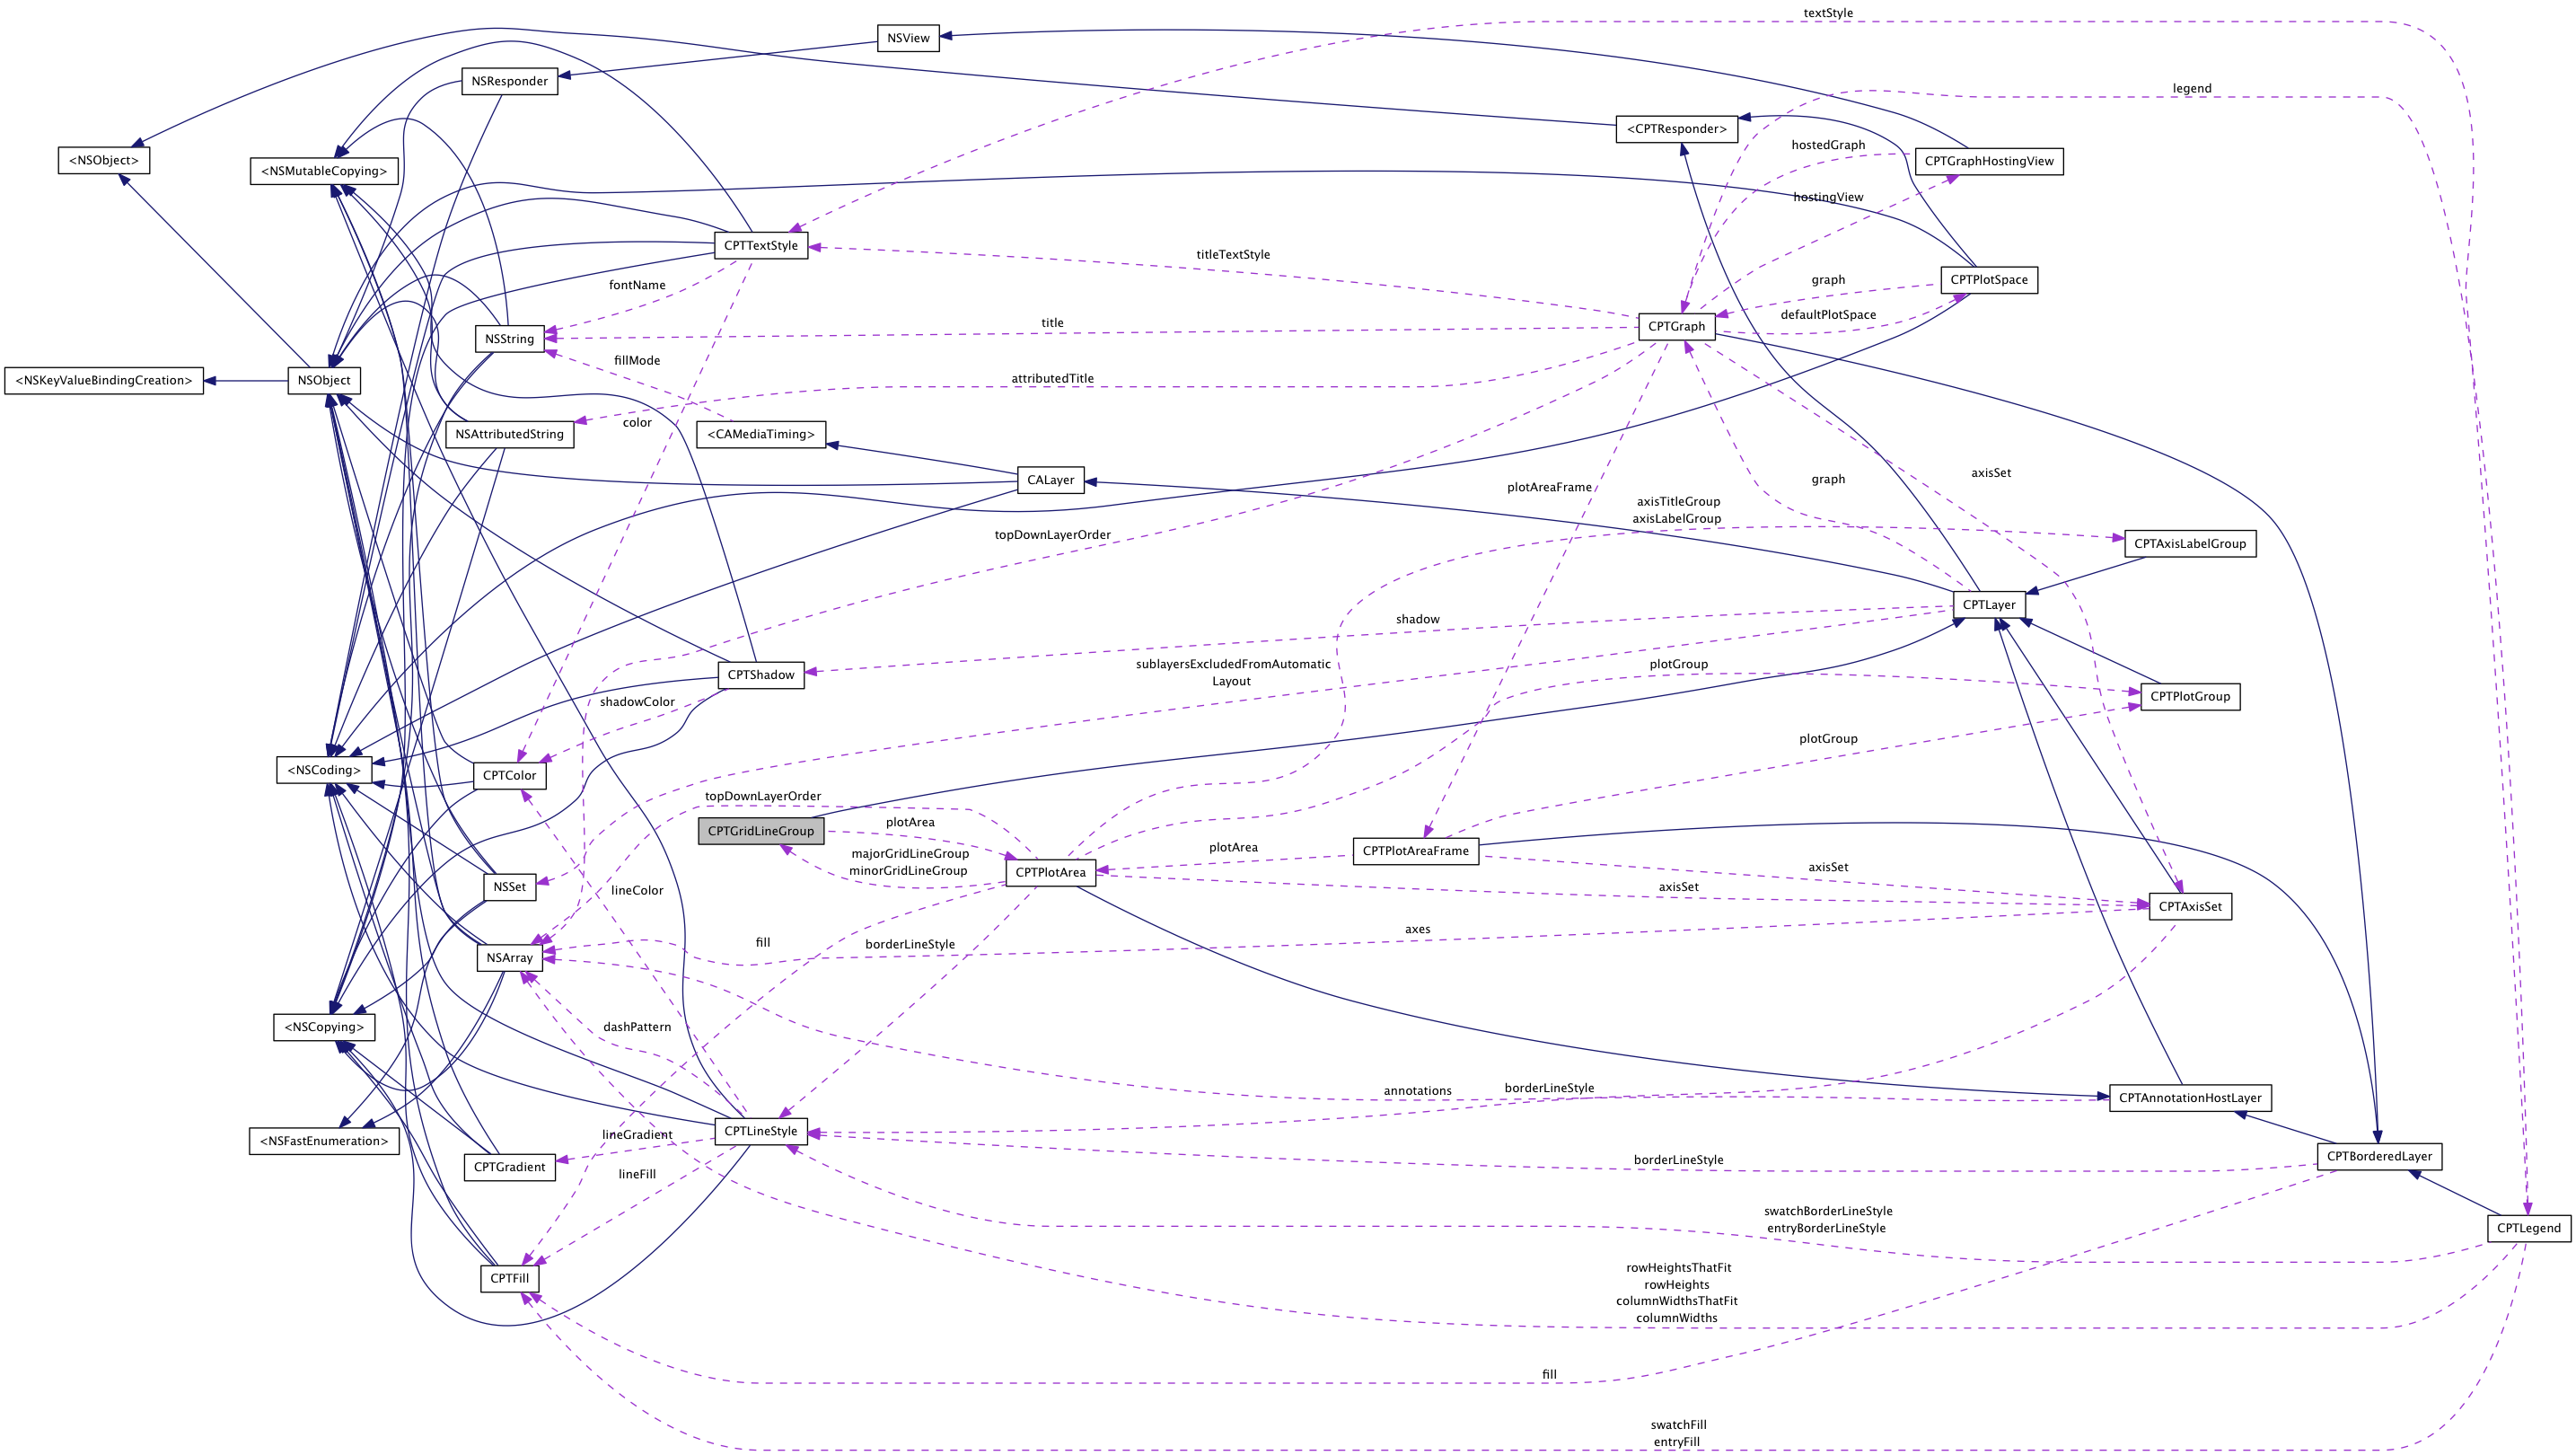 textStyle
NSView
NSResponder
legend
<CPTResponder>
hostedGraph
<NSObject>
<NSMutableCopying>
CPTGraphHostingView
hostingView
CPTTextStyle
titleTextStyle
fontName
graph
CPTPlotSpace
defaultPlotSpace
title
CPTGraph
NSString
fillMode
<NSKeyValueBindingCreation>
NSObject
attributedTitle
color
NSAttributedString
<CAMediaTiming>
axisSet
CALayer
graph
plotAreaFrame
axisTitleGroup
axisLabelGroup
topDownLayerOrder
CPTAxisLabelGroup
CPTLayer
shadow
sublayersExcludedFromAutomatic
Layout
plotGroup
CPTShadow
shadowColor
CPTPlotGroup
plotGroup
<NSCoding>
CPTColor
topDownLayerOrder
CPTGridLineGroup
plotArea
majorGridLineGroup
minorGridLineGroup
plotArea
CPTPlotAreaFrame
CPTPlotArea
axisSet
axisSet
NSSet
lineColor
CPTAxisSet
fill
borderLineStyle
axes
NSArray
<NSCopying>
dashPattern
annotations
borderLineStyle
CPTAnnotationHostLayer
<NSFastEnumeration>
lineGradient
CPTLineStyle
CPTGradient
lineFill
borderLineStyle
CPTBorderedLayer
swatchBorderLineStyle
entryBorderLineStyle
CPTLegend
CPTFill
rowHeightsThatFit
rowHeights
columnWidthsThatFit
columnWidths
fill
swatchFill
entryFill